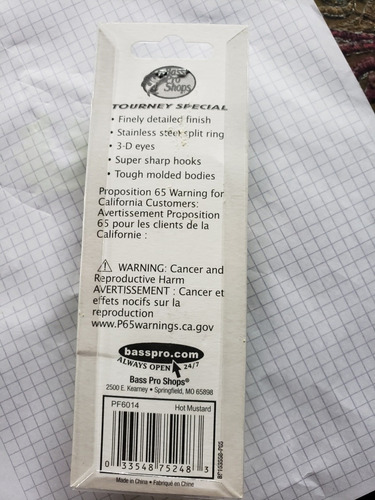 Bass
Pro
Shops
TOURNEY SPECIAL
• Finely detailed finish
• Stainless steel split ring
• 3-D eyes
• Super sharp hooks
• Tough molded bodies
Proposition 65 Warning for
California Customers:
Avertissement Proposition
65 pour les clients de la
Californie :
WARNING: Cancer and
Reproductive Harm
AVERTISSEMENT : Cancer et
effets nocifs sur la
reproduction
www.P65warnings.ca.gov
basspro.com
ALWAYS OPEN 24/7
Bass Pro Shops®
2500 E. Kearney • Springfield, MO 65898
PF6014 Hot Mustard
0 33548 75248 3
Made in China • Fabriqué en Chine